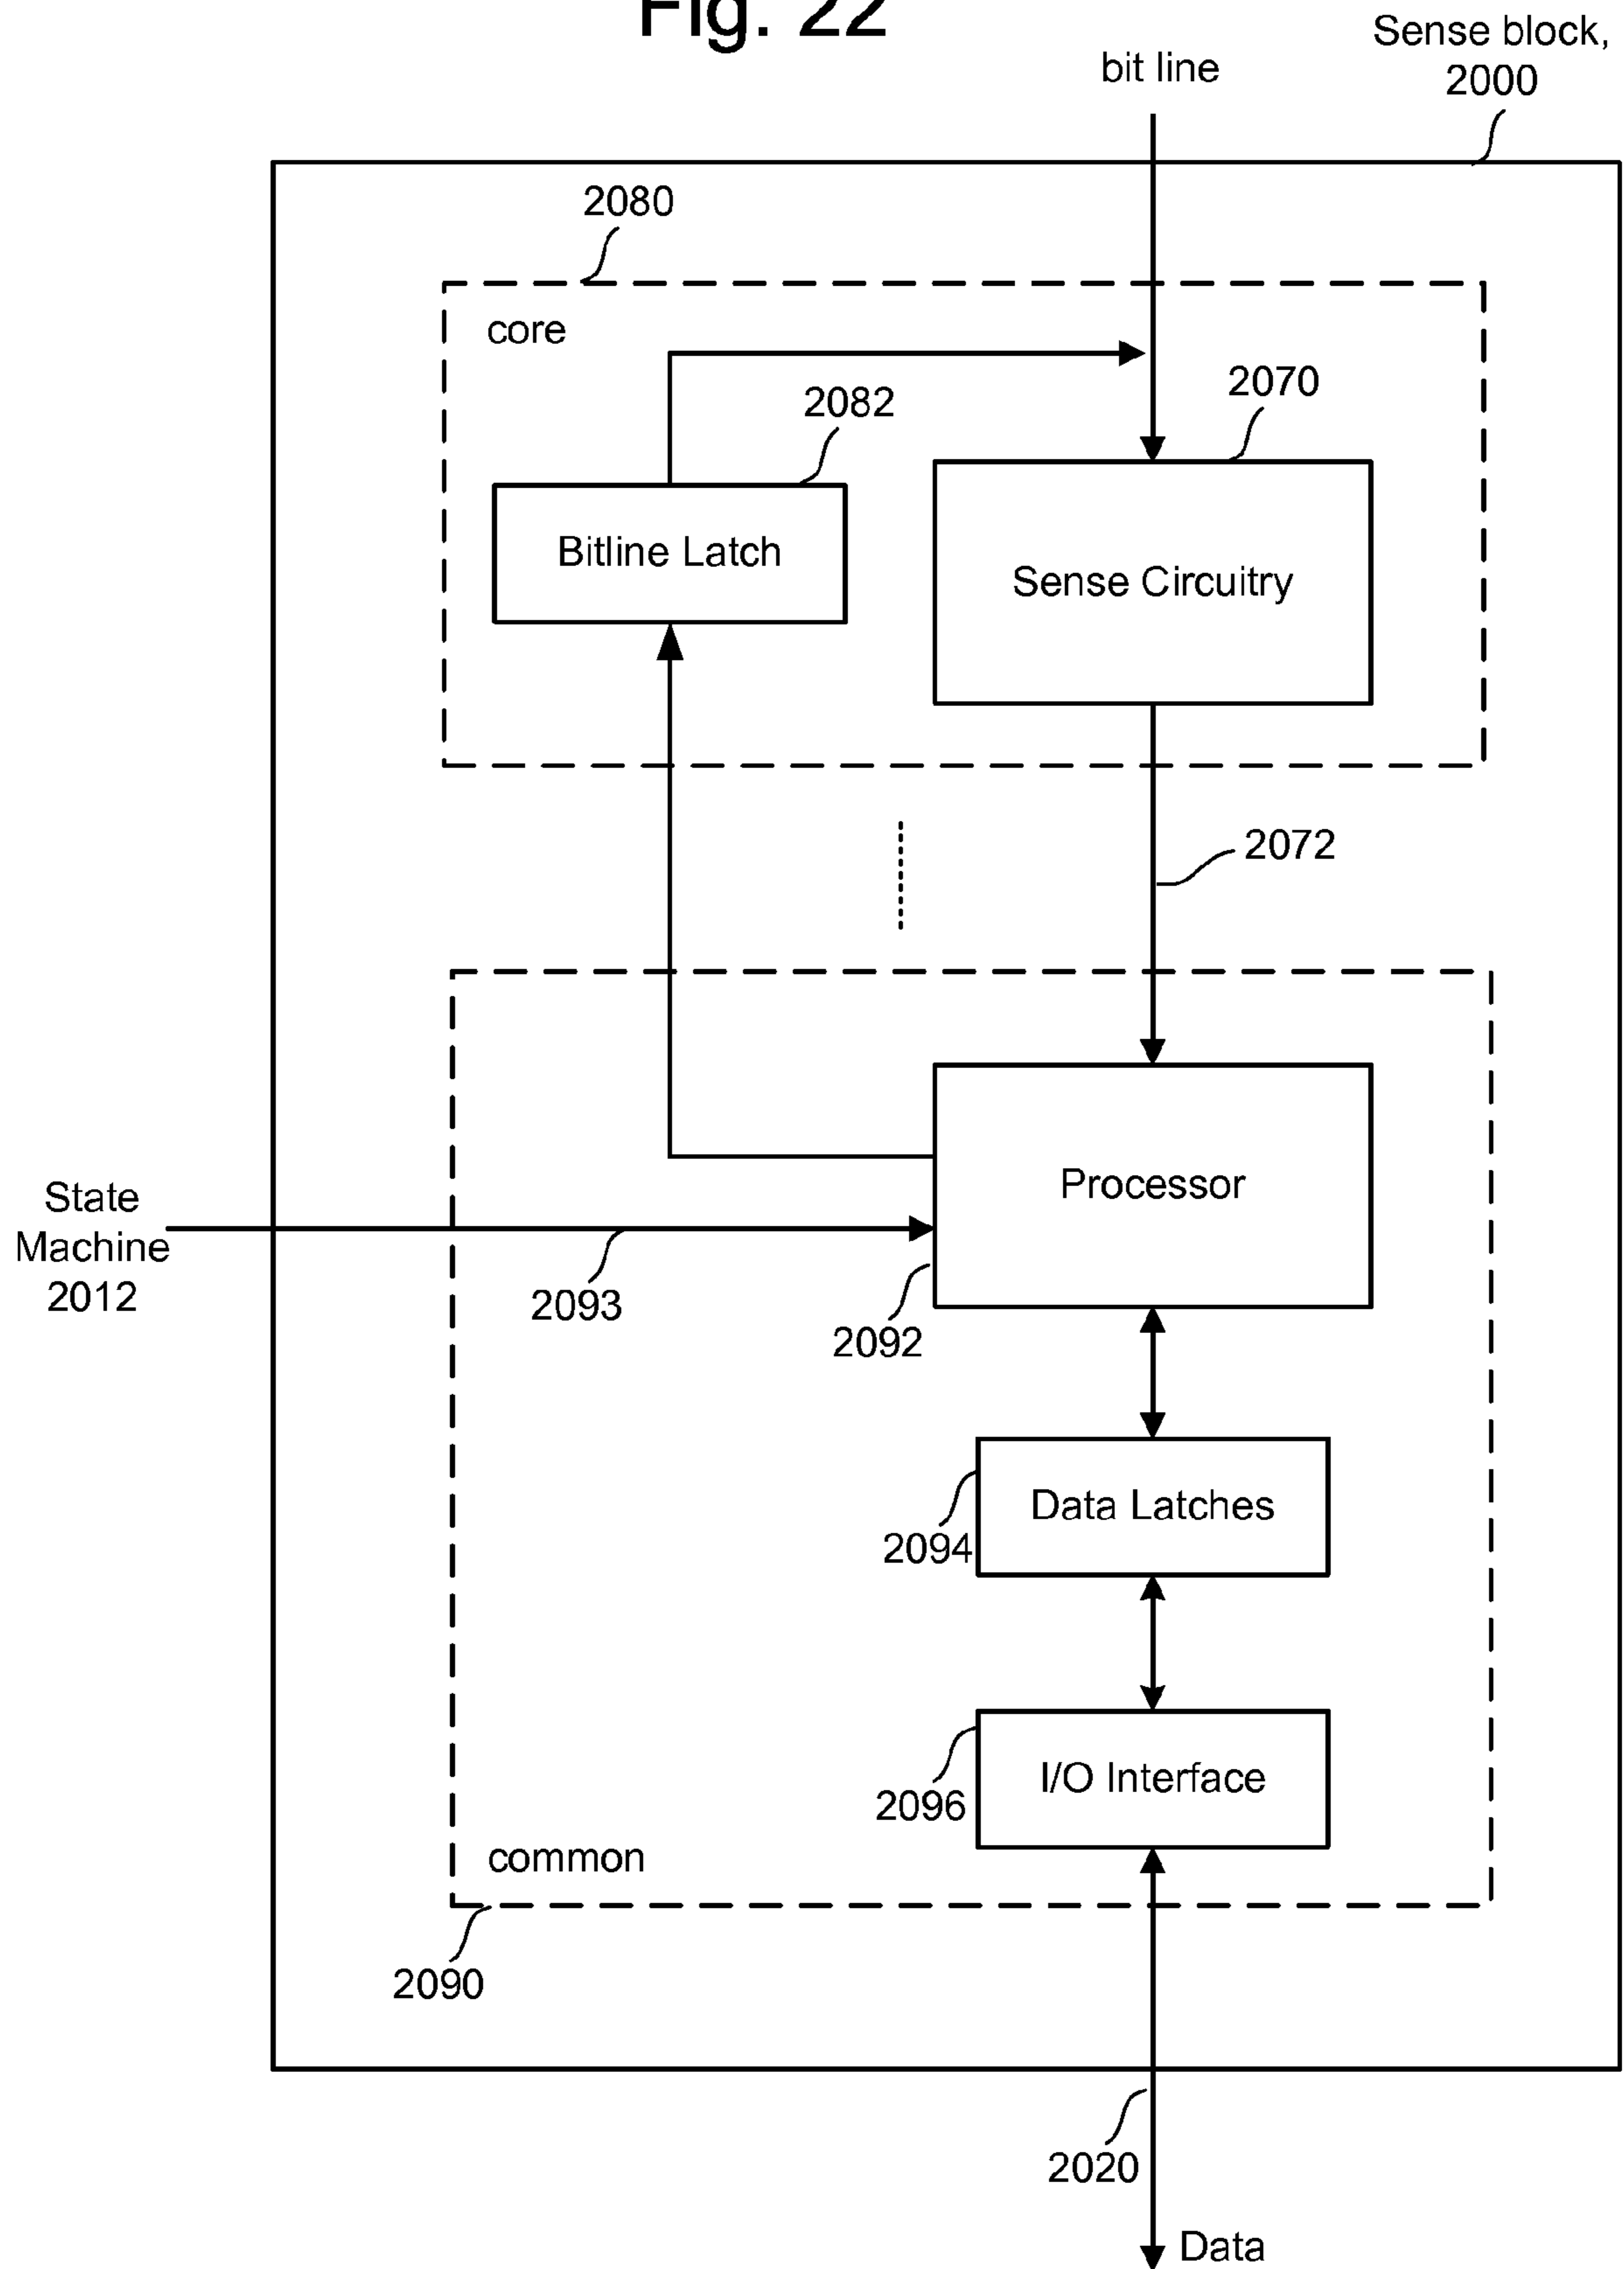 Fig. 22
Sense block,
2000
bit line
2080
core
2070
2082
Bitline Latch
Sense Circuitry
2072
Processor
State
Machine
2012
2093
2092
Data Latches
2094
I/O Interface
2096
common
2090
2020
Data